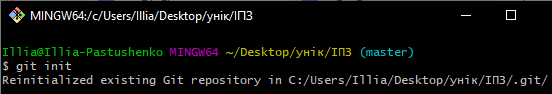 MINGW64:/c/Users/Illia/Desktop/унік/ІПЗ
Illia@Illia-Pastushenko MINGW64 ~/Desktop/унік/ІПЗ (master)
$ git init
Reinitialized existing Git repository in C:/Users/Illia/Desktop/унік/ІПЗ/.git/